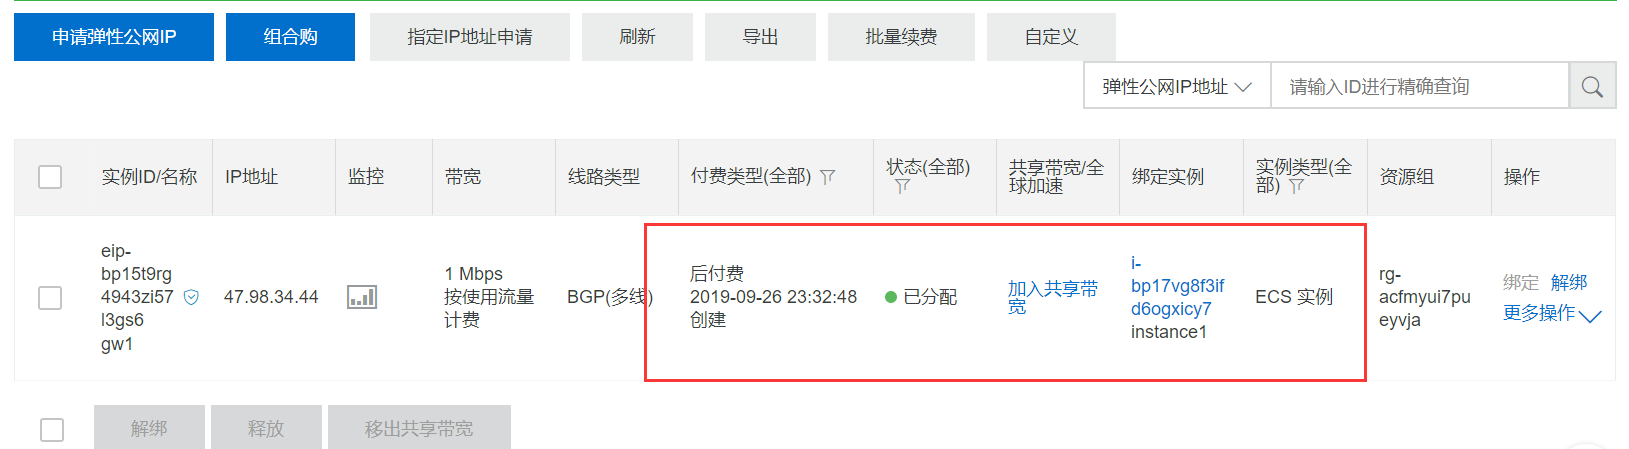 申请弹性公网IP 组合购 指定IP地址申请 刷新 导出 批量续费 自定义
弹性公网IP地址 请输入ID进行精确查询
实例ID/名称
IP地址
监控
带宽
线路类型
付费类型(全部)
状态(全部)
共享带宽/全
球加速
绑定实例
实例类型(全
部)
资源组
操作
eip-
bp15t9rg
4943zi57
l3gs6
gw1
47.98.34.44
1 Mbps
按使用流量
计费
BGP(多线)
后付费
2019-09-26 23:32:48
创建
已分配
加入共享带
宽
i-
bp17vg8f3if
d6ogxicy7
instance1
ECS 实例
rg-
acfmyui7pu
eyvja
绑定 解绑
更多操作
解绑 释放 移出共享带宽